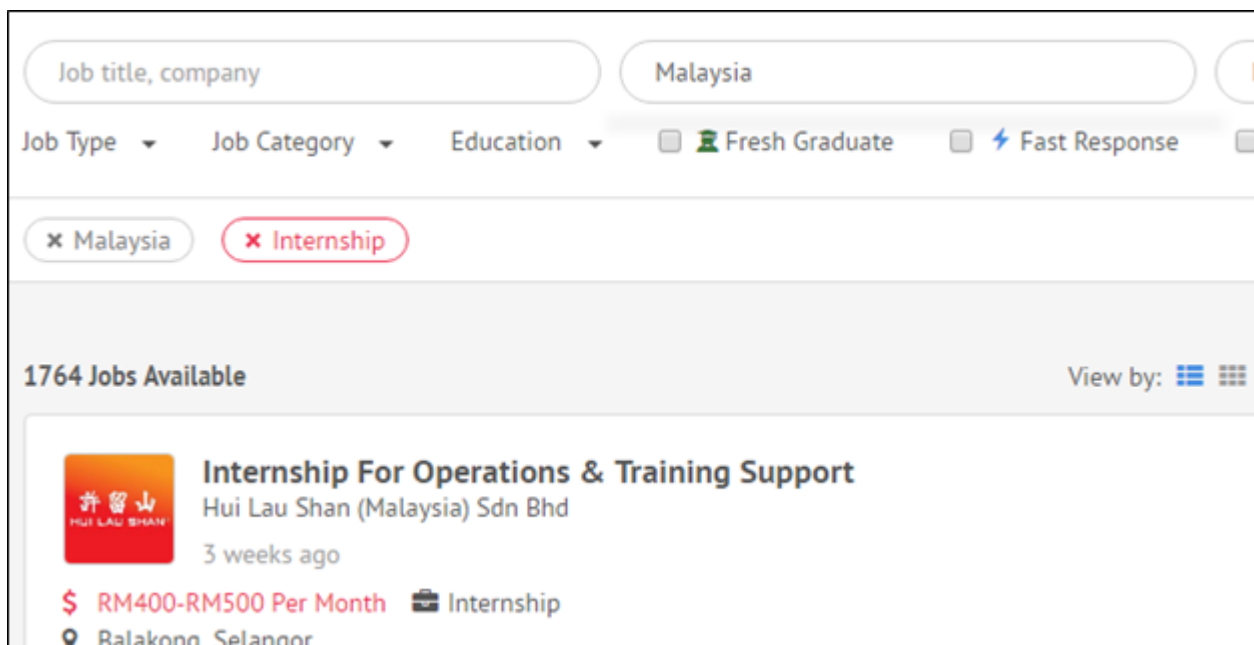 Job title, company Malaysia
Job Type Job Category Education Fresh Graduate Fast Response
× Malaysia × Internship
1764 Jobs Available View by:
Internship For Operations & Training Support
許留山
HUI LAU SHAN
Hui Lau Shan (Malaysia) Sdn Bhd
3 weeks ago
$ RM400-RM500 Per Month Internship
Balakong, Selangor